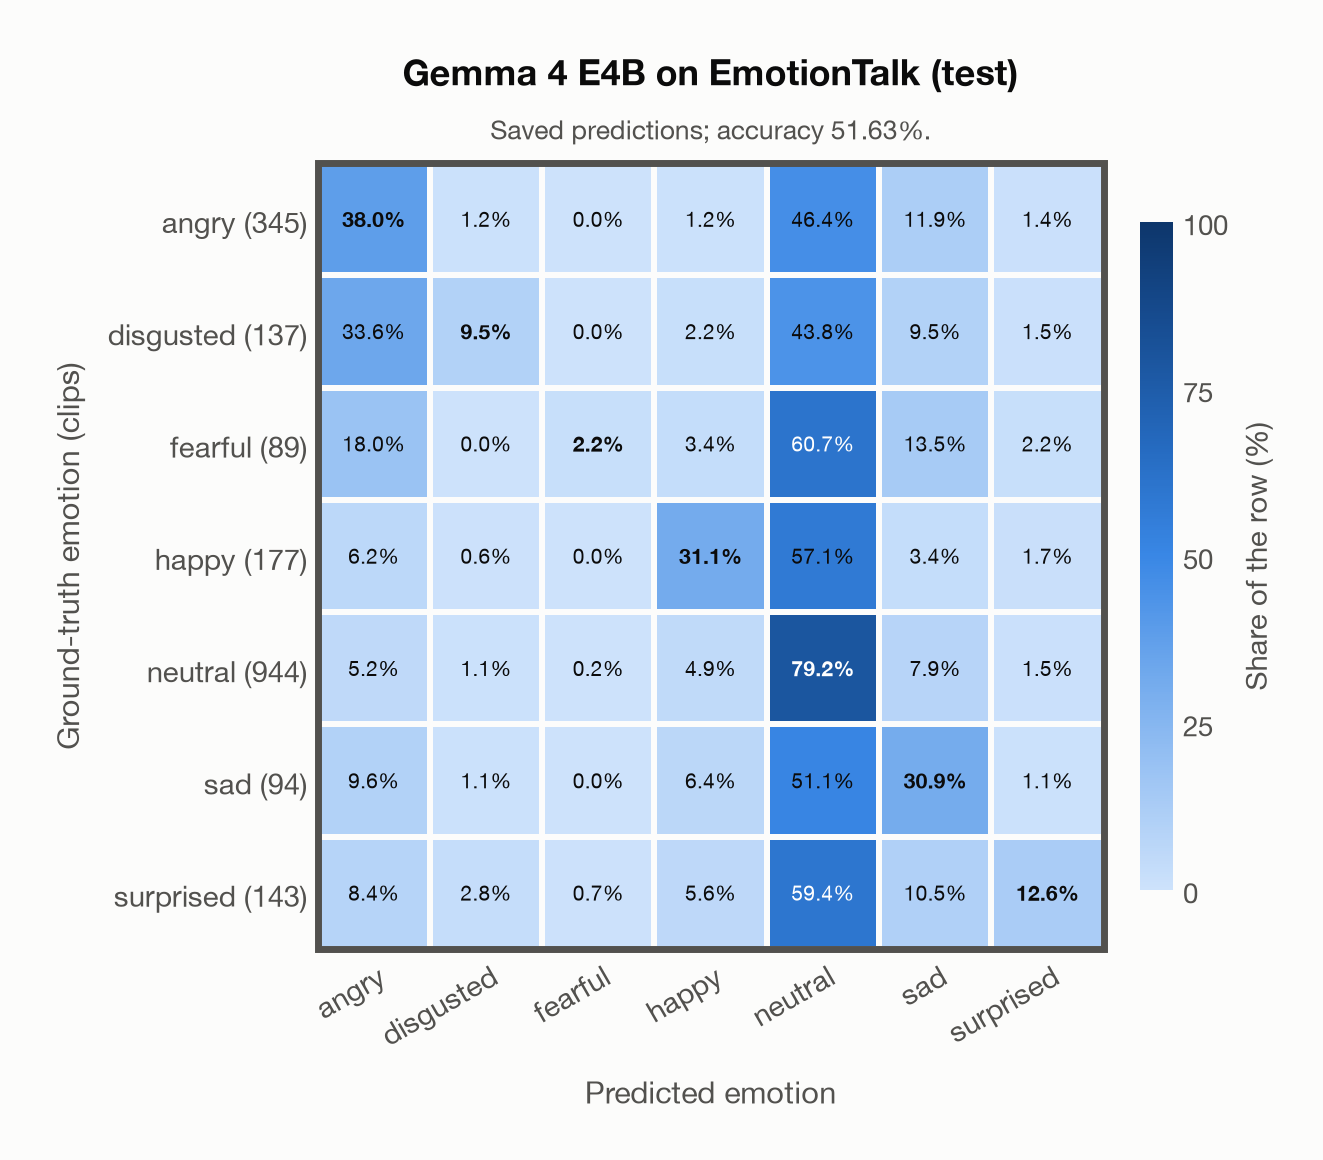 Gemma 4 E4B on EmotionTalk (test)
Saved predictions; accuracy 51.63%.
Ground-truth emotion (clips)
angry (345) 38.0% 1.2% 0.0% 1.2% 46.4% 11.9% 1.4%
disgusted (137) 33.6% 9.5% 0.0% 2.2% 43.8% 9.5% 1.5%
fearful (89) 18.0% 0.0% 2.2% 3.4% 60.7% 13.5% 2.2%
happy (177) 6.2% 0.6% 0.0% 31.1% 57.1% 3.4% 1.7%
neutral (944) 5.2% 1.1% 0.2% 4.9% 79.2% 7.9% 1.5%
sad (94) 9.6% 1.1% 0.0% 6.4% 51.1% 30.9% 1.1%
surprised (143) 8.4% 2.8% 0.7% 5.6% 59.4% 10.5% 12.6%
angry disgusted fearful happy neutral sad surprised
Predicted emotion
100
75
50
25
0
Share of the row (%)